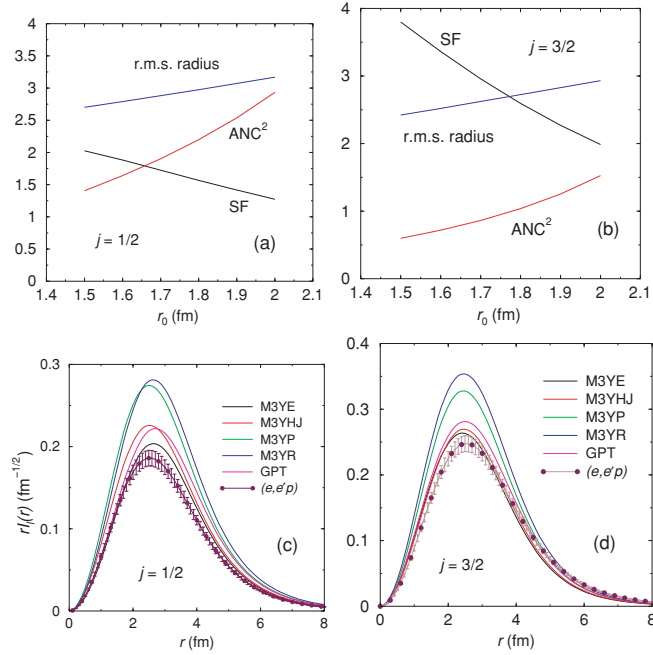 4
3.5
3
2.5
2
1.5
1
0.5
0
r.m.s. radius
ANC²
SF
j = 1/2
(a)
1.4 1.5 1.6 1.7 1.8 1.9 2 2.1
r₀ (fm)
4
3
2
1
0
SF
j = 3/2
r.m.s. radius
ANC²
(b)
1.4 1.5 1.6 1.7 1.8 1.9 2 2.1
r₀ (fm)
0.3
0.2
0.1
0
rIₗⱼ(r) (fm⁻¹/²)
M3YE
M3YHJ
M3YP
M3YR
GPT
(e,e'p)
(c)
j = 1/2
0 2 4 6 8
r (fm)
0.4
0.3
0.2
0.1
0.0
M3YE
M3YHJ
M3YP
M3YR
GPT
(e,e'p)
(d)
j = 3/2
0 2 4 6 8
r (fm)